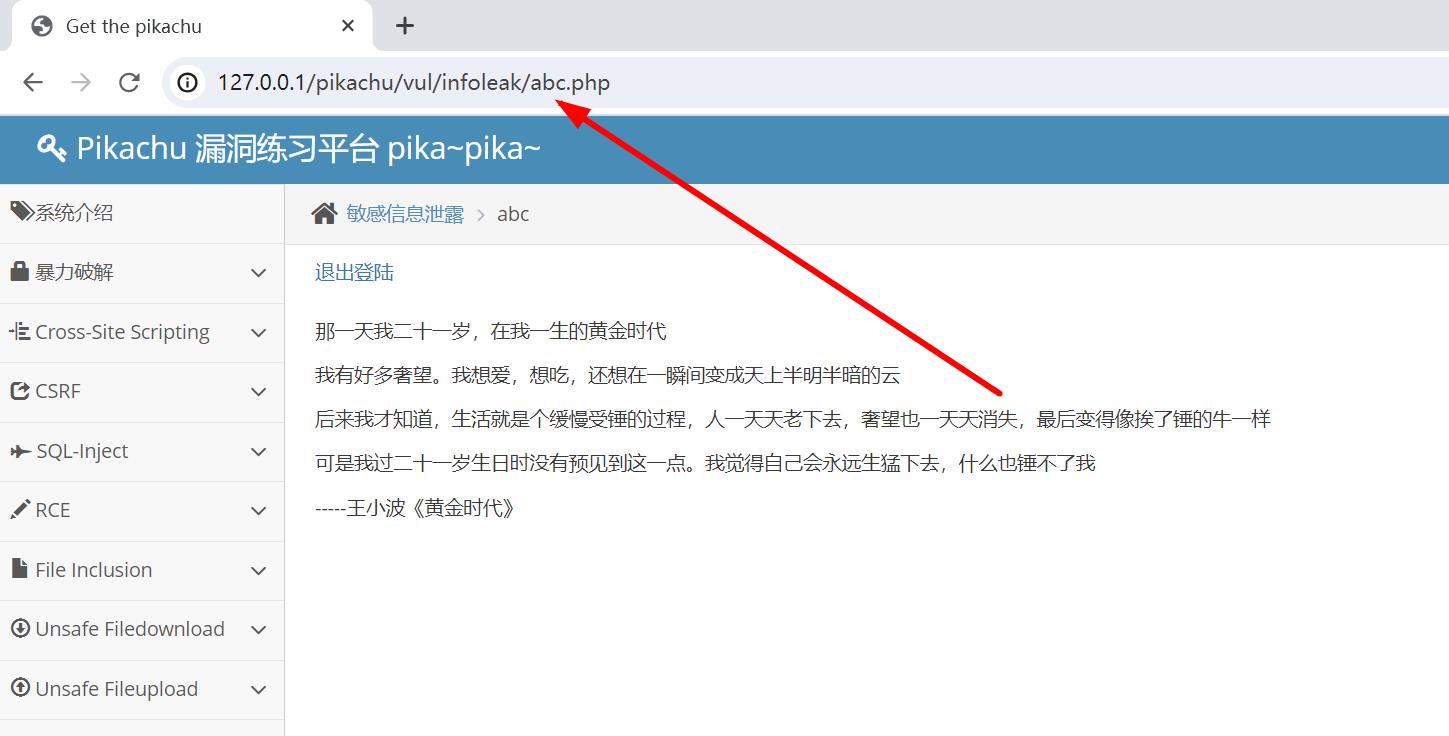 Get the pikachu
127.0.0.1/pikachu/vul/infoleak/abc.php
Pikachu 漏洞练习平台 pika~pika~
系统介绍
敏感信息泄露 > abc
暴力破解
退出登陆
Cross-Site Scripting
那一天我二十一岁，在我一生的黄金时代
我有好多奢望。我想爱，想吃，还想在一瞬间变成天上半明半暗的云
CSRF
后来我才知道，生活就是个缓慢受锤的过程，人一天天老下去，奢望也一天天消失，最后变得像挨了锤的牛一样
SQL-Inject
可是我过二十一岁生日时没有预见到这一点。我觉得自己会永远生猛下去，什么也锤不了我
RCE
-----王小波《黄金时代》
File Inclusion
Unsafe Filedownload
Unsafe Fileupload